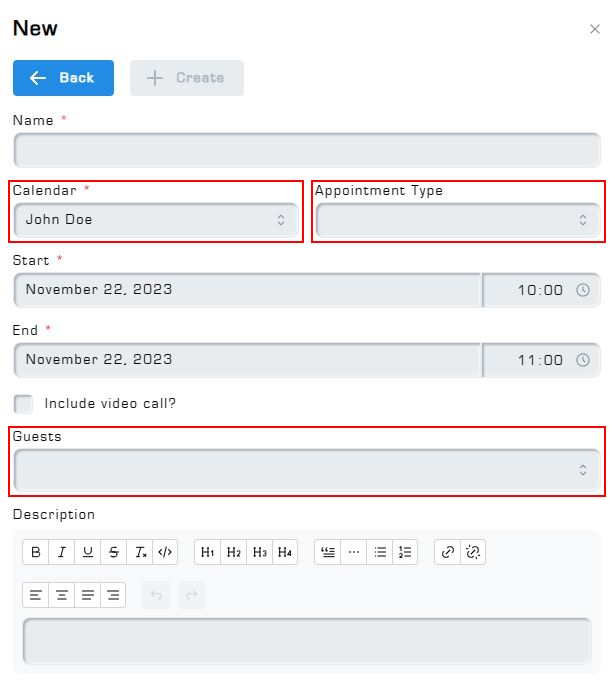 New
Back
Create
Name *
Calendar * Appointment Type
John Doe
Start *
November 22, 2023 10:00
End *
November 22, 2023 11:00
Include video call?
Guests
Description
B I U S Tx </> H1 H2 H3 H4